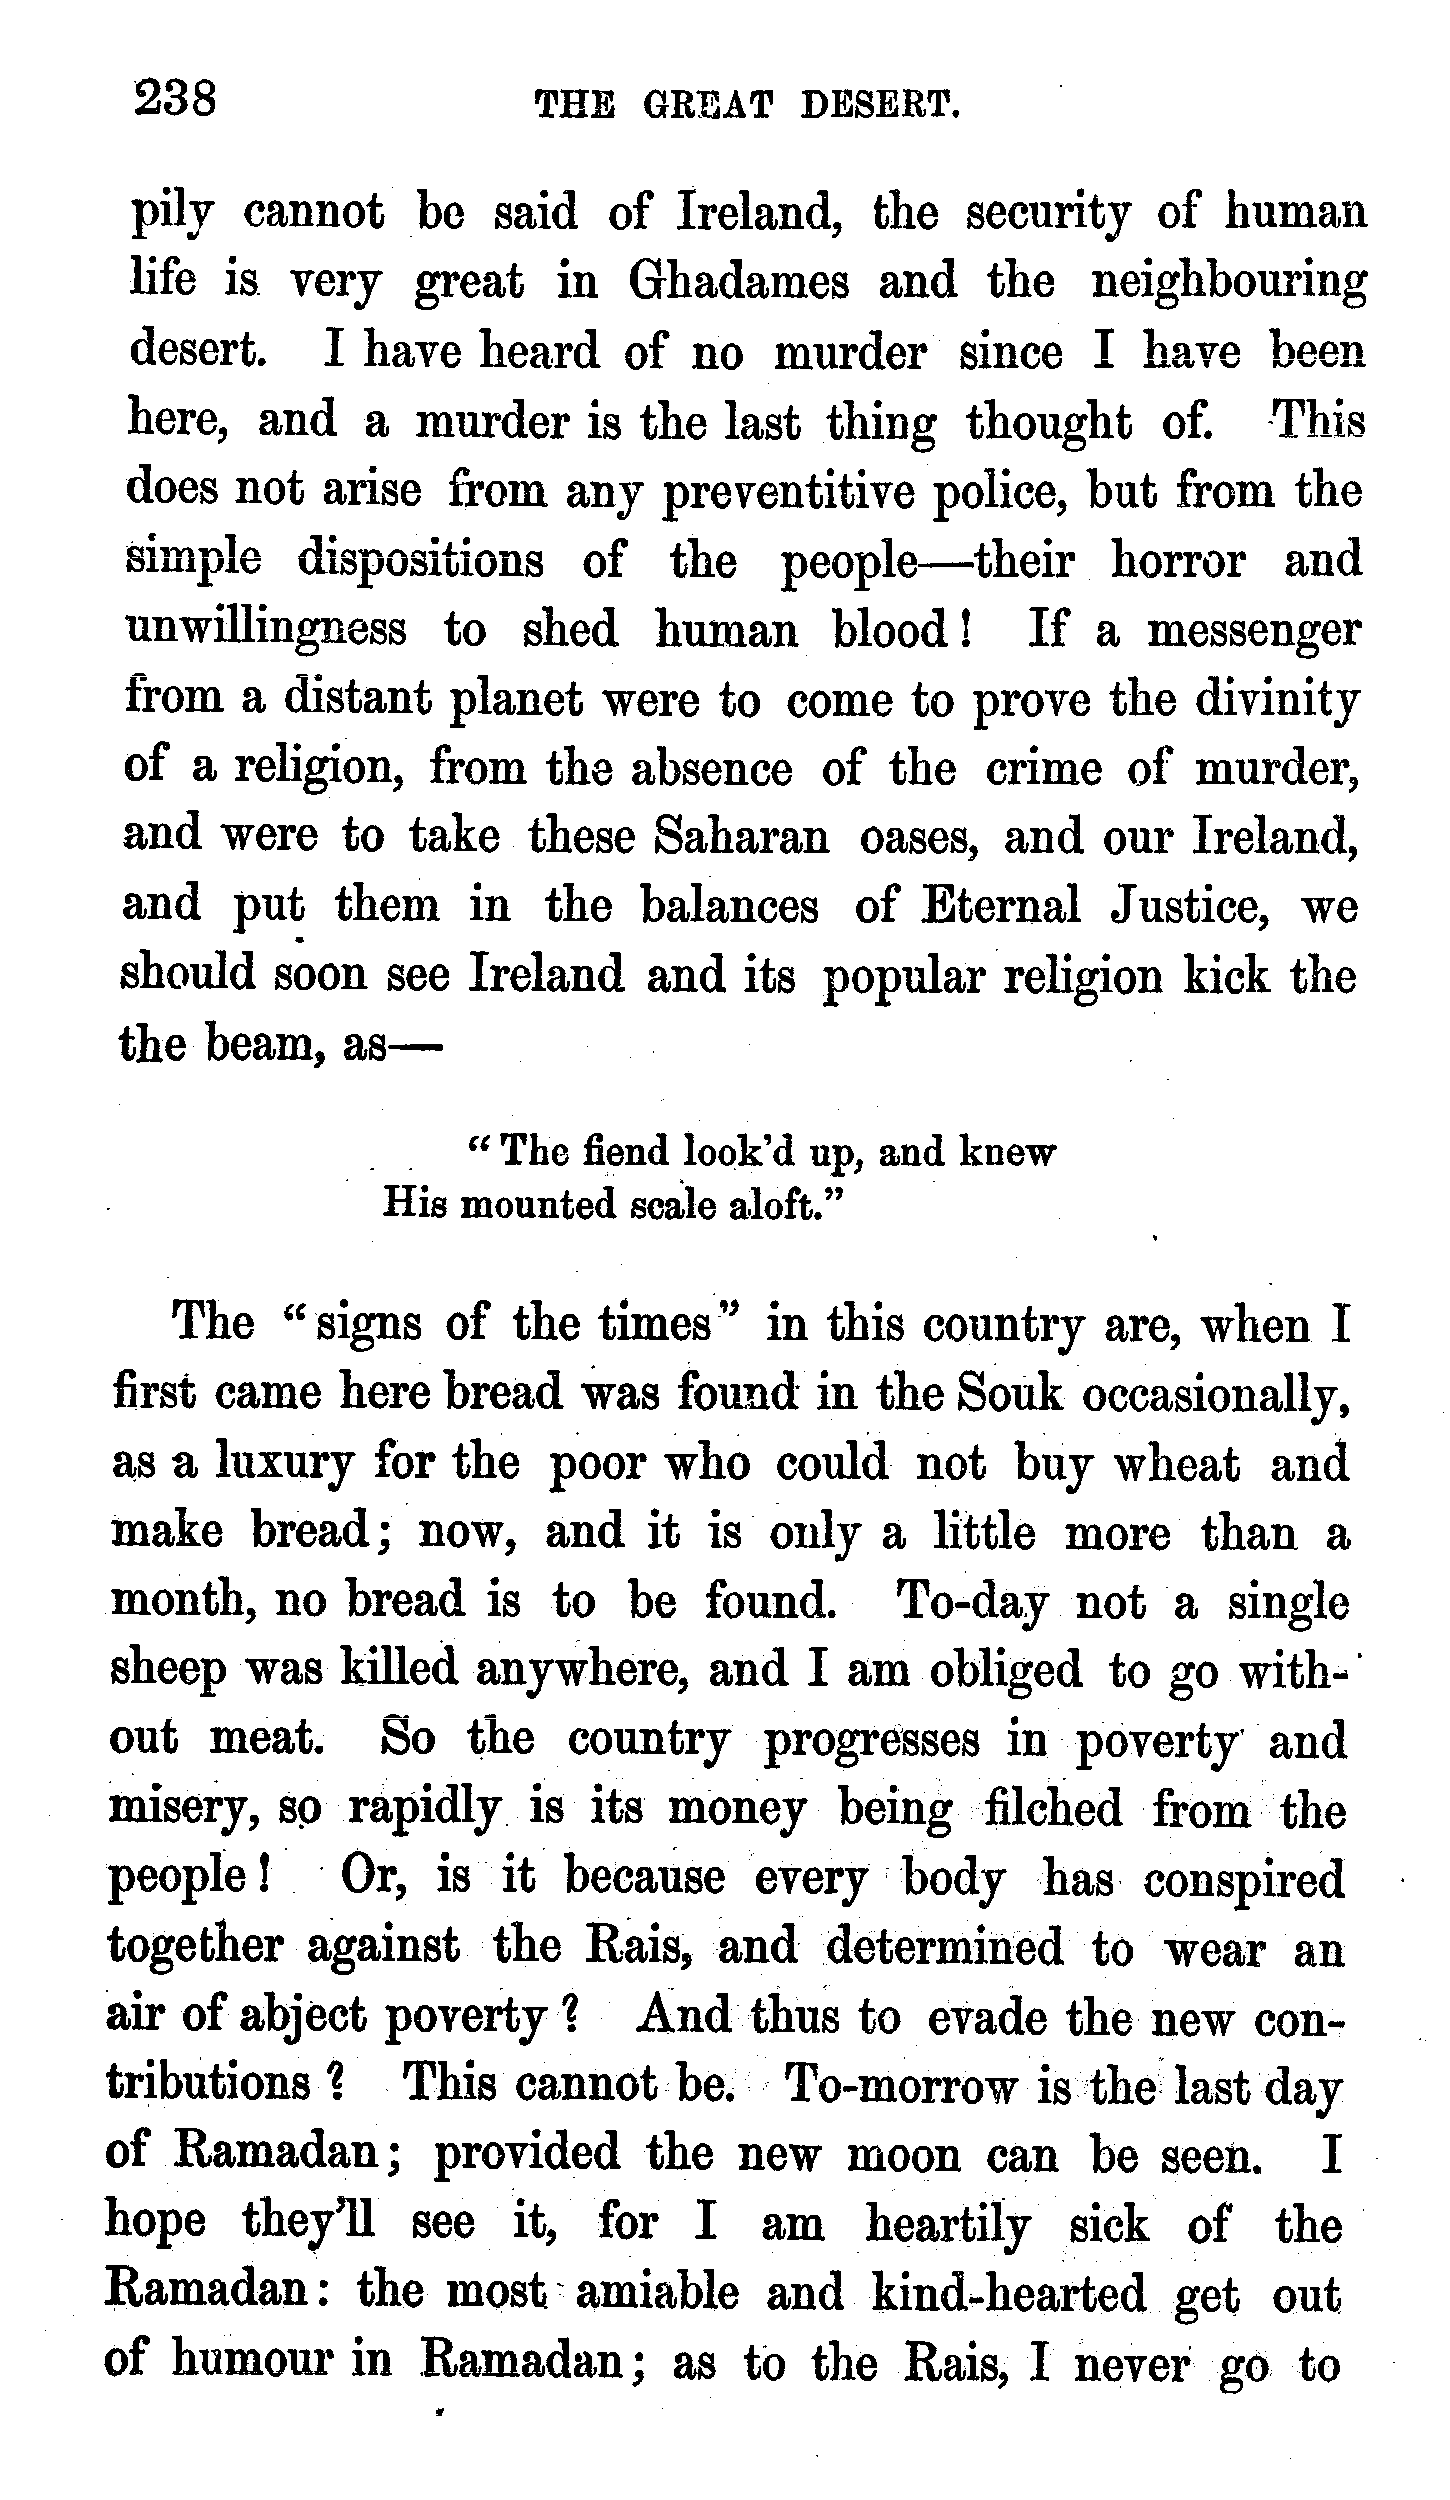 238 THE GREAT DESERT.
pily cannot be said of Ireland, the security of human
life is very great in Ghadames and the neighbouring
desert. I have heard of no murder since I have been
here, and a murder is the last thing thought of. This
does not arise from any preventitive police, but from the
simple dispositions of the people—their horror and
unwillingness to shed human blood! If a messenger
from a distant planet were to come to prove the divinity
of a religion, from the absence of the crime of murder,
and were to take these Saharan oases, and our Ireland,
and put them in the balances of Eternal Justice, we
should soon see Ireland and its popular religion kick the
the beam, as—
“The fiend look’d up, and knew
His mounted scale aloft.”
The “signs of the times” in this country are, when I
first came here bread was found in the Souk occasionally,
as a luxury for the poor who could not buy wheat and
make bread; now, and it is only a little more than a
month, no bread is to be found. To-day not a single
sheep was killed anywhere, and I am obliged to go with-
out meat. So the country progresses in poverty and
misery, so rapidly is its money being filched from the
people! Or, is it because every body has conspired
together against the Rais, and determined to wear an
air of abject poverty? And thus to evade the new con-
tributions? This cannot be. To-morrow is the last day
of Ramadan; provided the new moon can be seen. I
hope they’ll see it, for I am heartily sick of the
Ramadan: the most amiable and kind-hearted get out
of humour in Ramadan; as to the Rais, I never go to